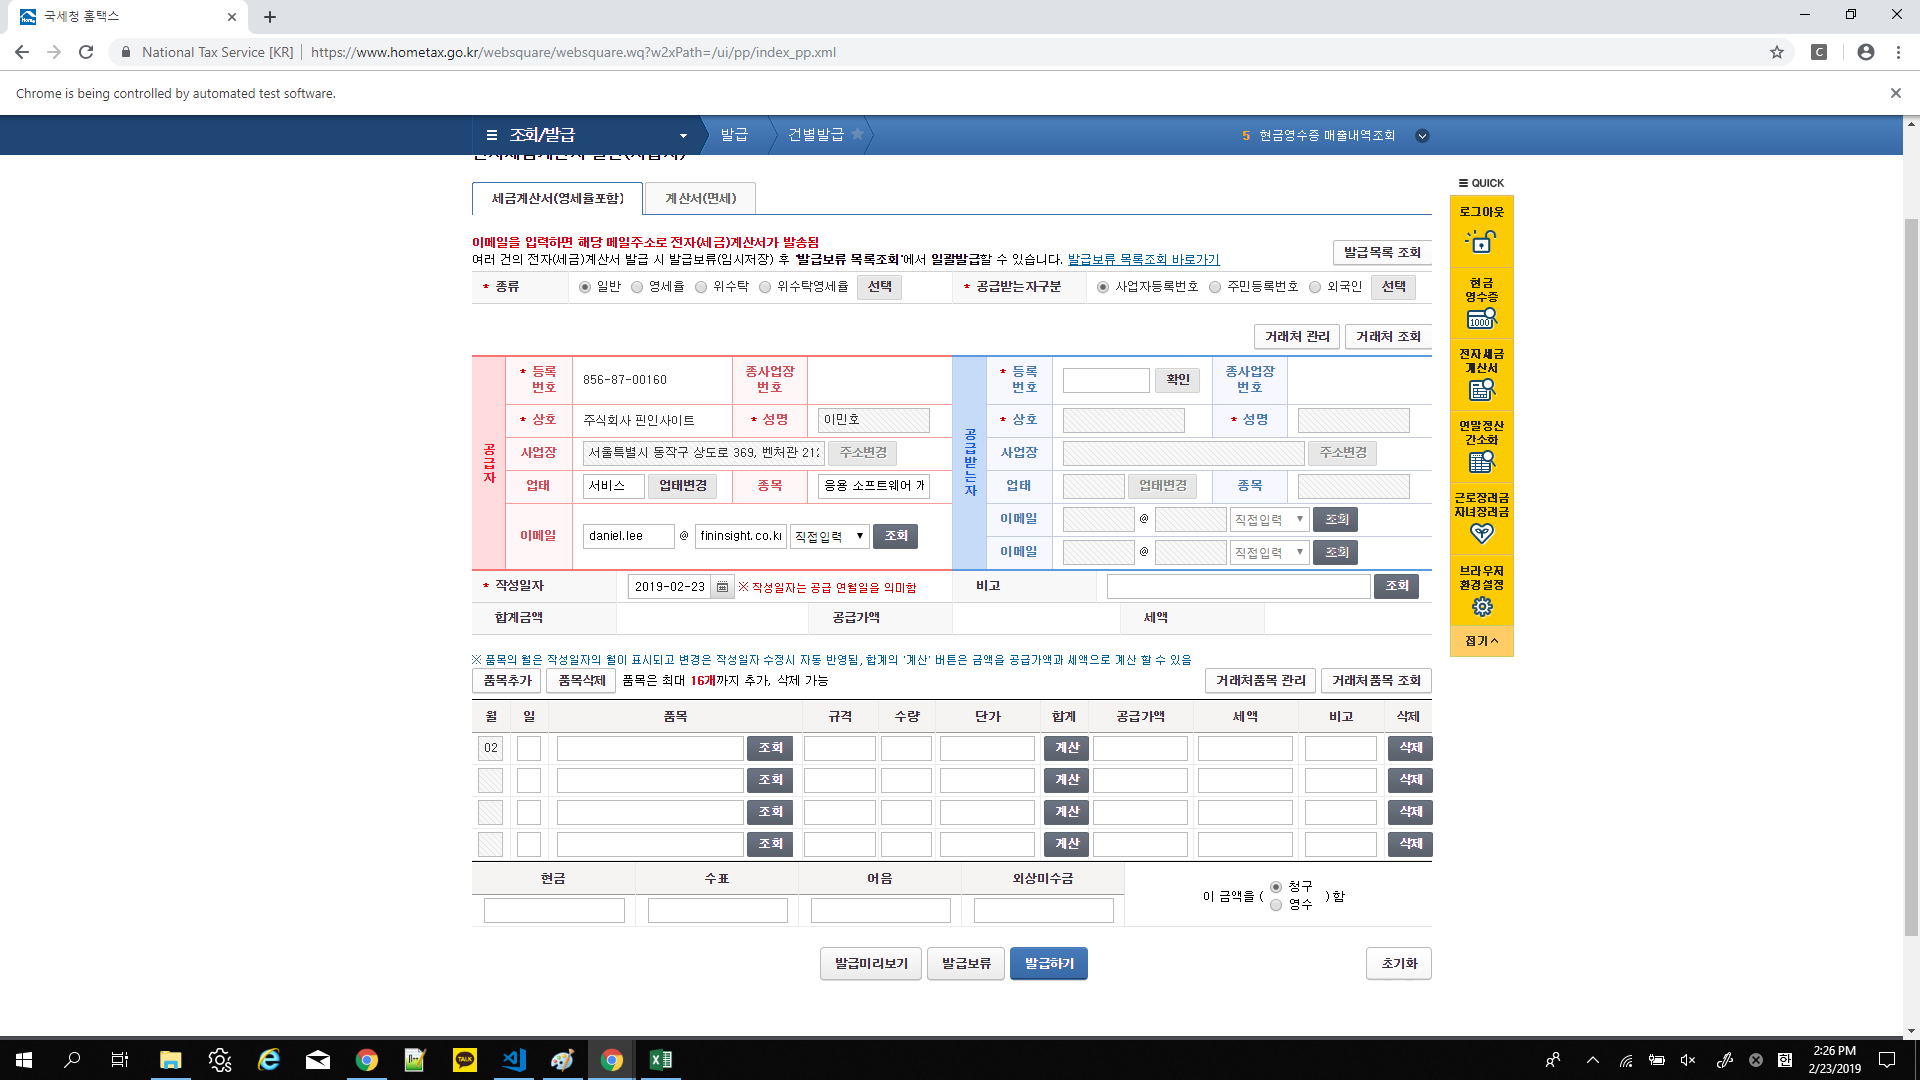 국세청 홈택스
National Tax Service [KR]
https://www.hometax.go.kr/websquare/websquare.wq?w2xPath=/ui/pp/index_pp.xml
C
Chrome is being controlled by automated test software.
조회/발급
발급
건별발급
5 현금영수증 매출내역조회
세금계산서(영세율포함)
계산서(면세)
이메일을 입력하면 해당 메일주소로 전자(세금)계산서가 발송됨
여러 건의 전자(세금)계산서 발급 시 발급보류(임시저장) 후 '발급보류 목록조회'에서 일괄발급할 수 있습니다. 발급보류 목록조회 바로가기
발급목록 조회
* 종류 일반 영세율 위수탁 위수탁영세율 선택
* 공급받는자구분 사업자등록번호 주민등록번호 외국인 선택
거래처 관리 거래처 조회
공급자
* 등록번호 856-87-00160 종사업장번호
* 상호 주식회사 핀인사이트 * 성명 이민호
사업장 서울특별시 동작구 상도로 369, 벤처관 212 주소변경
업태 서비스 업태변경 종목 응용 소프트웨어 개
이메일 daniel.lee @ fininsight.co.kr 직접입력 조회
공급받는자
* 등록번호 확인 종사업장번호
* 상호 * 성명
사업장 주소변경
업태 업태변경 종목
이메일 @ 직접입력 조회
이메일 @ 직접입력 조회
* 작성일자 2019-02-23 ※ 작성일자는 공급 연월일을 의미함 비고 조회
합계금액 공급가액 세액
※ 품목의 월은 작성일자의 월이 표시되고 변경은 작성일자 수정시 자동 반영됨, 합계의 '계산' 버튼은 금액을 공급가액과 세액으로 계산 할 수 있음
품목추가 품목삭제 품목은 최대 16개까지 추가, 삭제 가능
거래처품목 관리 거래처품목 조회
월 일 품목 규격 수량 단가 합계 공급가액 세액 비고 삭제
02 조회 계산 삭제
조회 계산 삭제
조회 계산 삭제
조회 계산 삭제
현금 수표 어음 외상미수금
이 금액을 ( 청구 영수 ) 함
발급미리보기 발급보류 발급하기 초기화
QUICK
로그아웃
현금
영수증
1000
전자세금
계산서
연말정산
간소화
근로장려금
자녀장려금
브라우저
환경설정
접기
TALK
한
2:26 PM
2/23/2019